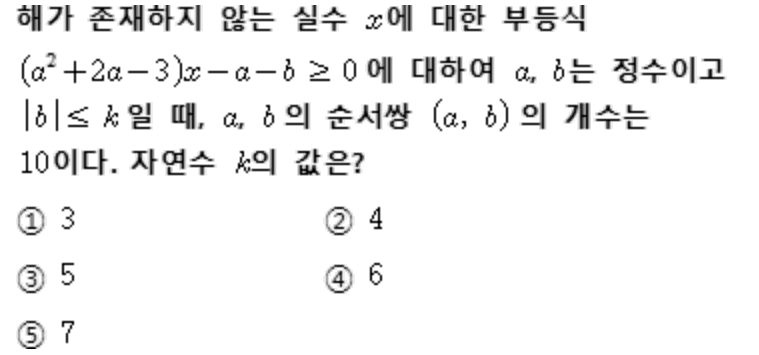 해가 존재하지 않는 실수 x에 대한 부등식
(a²+2a−3)x−a−b ≥ 0에 대하여 a, b는 정수이고
|b|≤ k일 때, a, b의 순서쌍 (a, b)의 개수는
10이다. 자연수 k의 값은?
① 3 ② 4
③ 5 ④ 6
⑤ 7